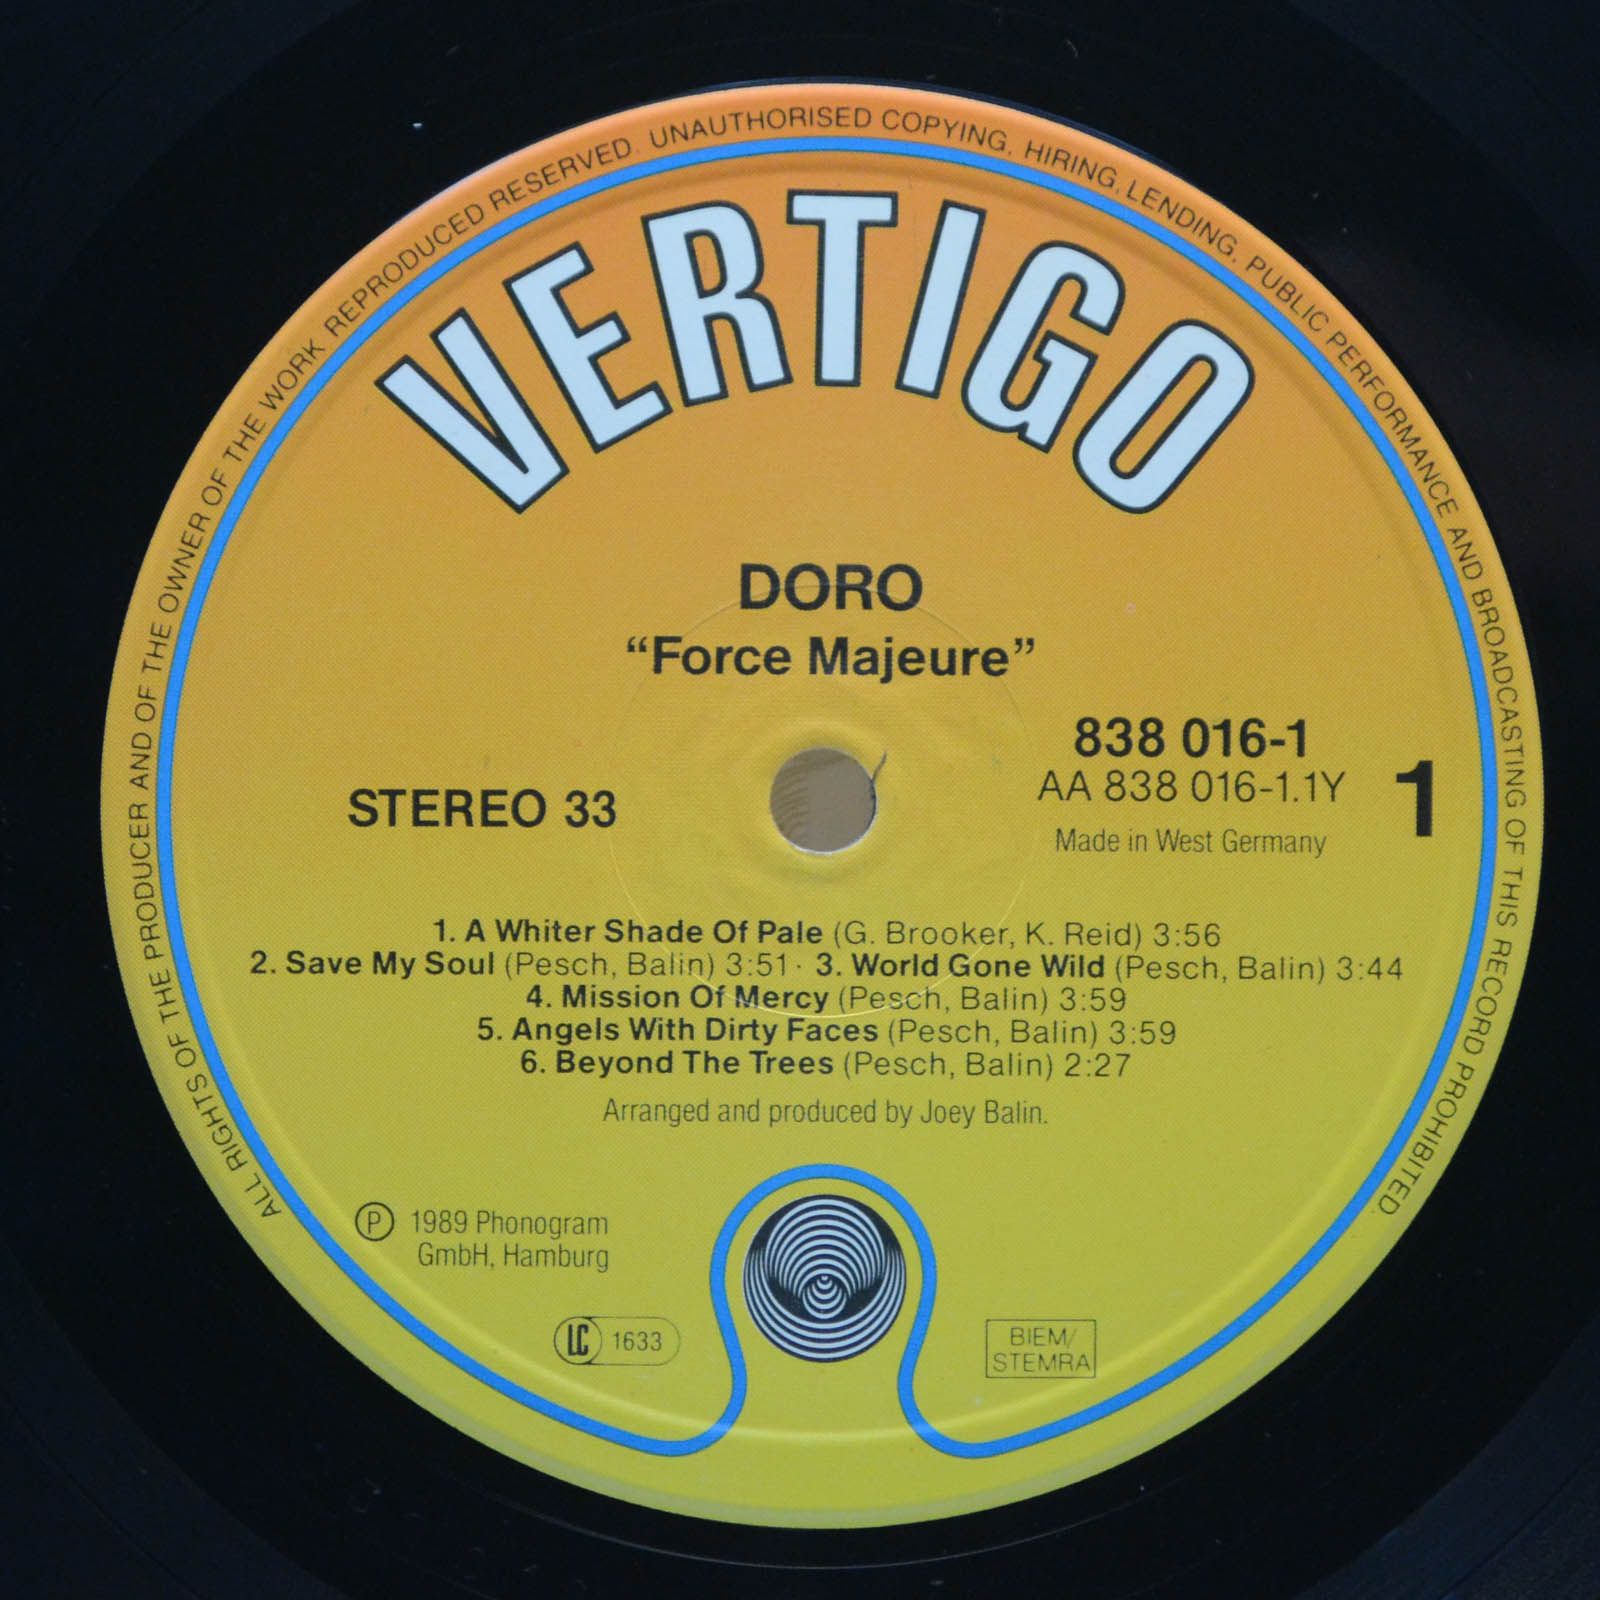 ALL RIGHTS OF THE PRODUCER AND OF THE OWNER OF THE WORK REPRODUCED RESERVED. UNAUTHORISED COPYING, HIRING, LENDING, PUBLIC PERFORMANCE AND BROADCASTING OF THIS RECORD PROHIBITED.
VERTIGO
DORO
“Force Majeure”
838 016-1
AA 838 016-1.1Y
1
STEREO 33
Made in West Germany
1. A Whiter Shade Of Pale (G. Brooker, K. Reid) 3:56
2. Save My Soul (Pesch, Balin) 3:51 · 3. World Gone Wild (Pesch, Balin) 3:44
4. Mission Of Mercy (Pesch, Balin) 3:59
5. Angels With Dirty Faces (Pesch, Balin) 3:59
6. Beyond The Trees (Pesch, Balin) 2:27
Arranged and produced by Joey Balin.
Ⓟ 1989 Phonogram
GmbH, Hamburg
LC 1633
BIEM/
STEMRA